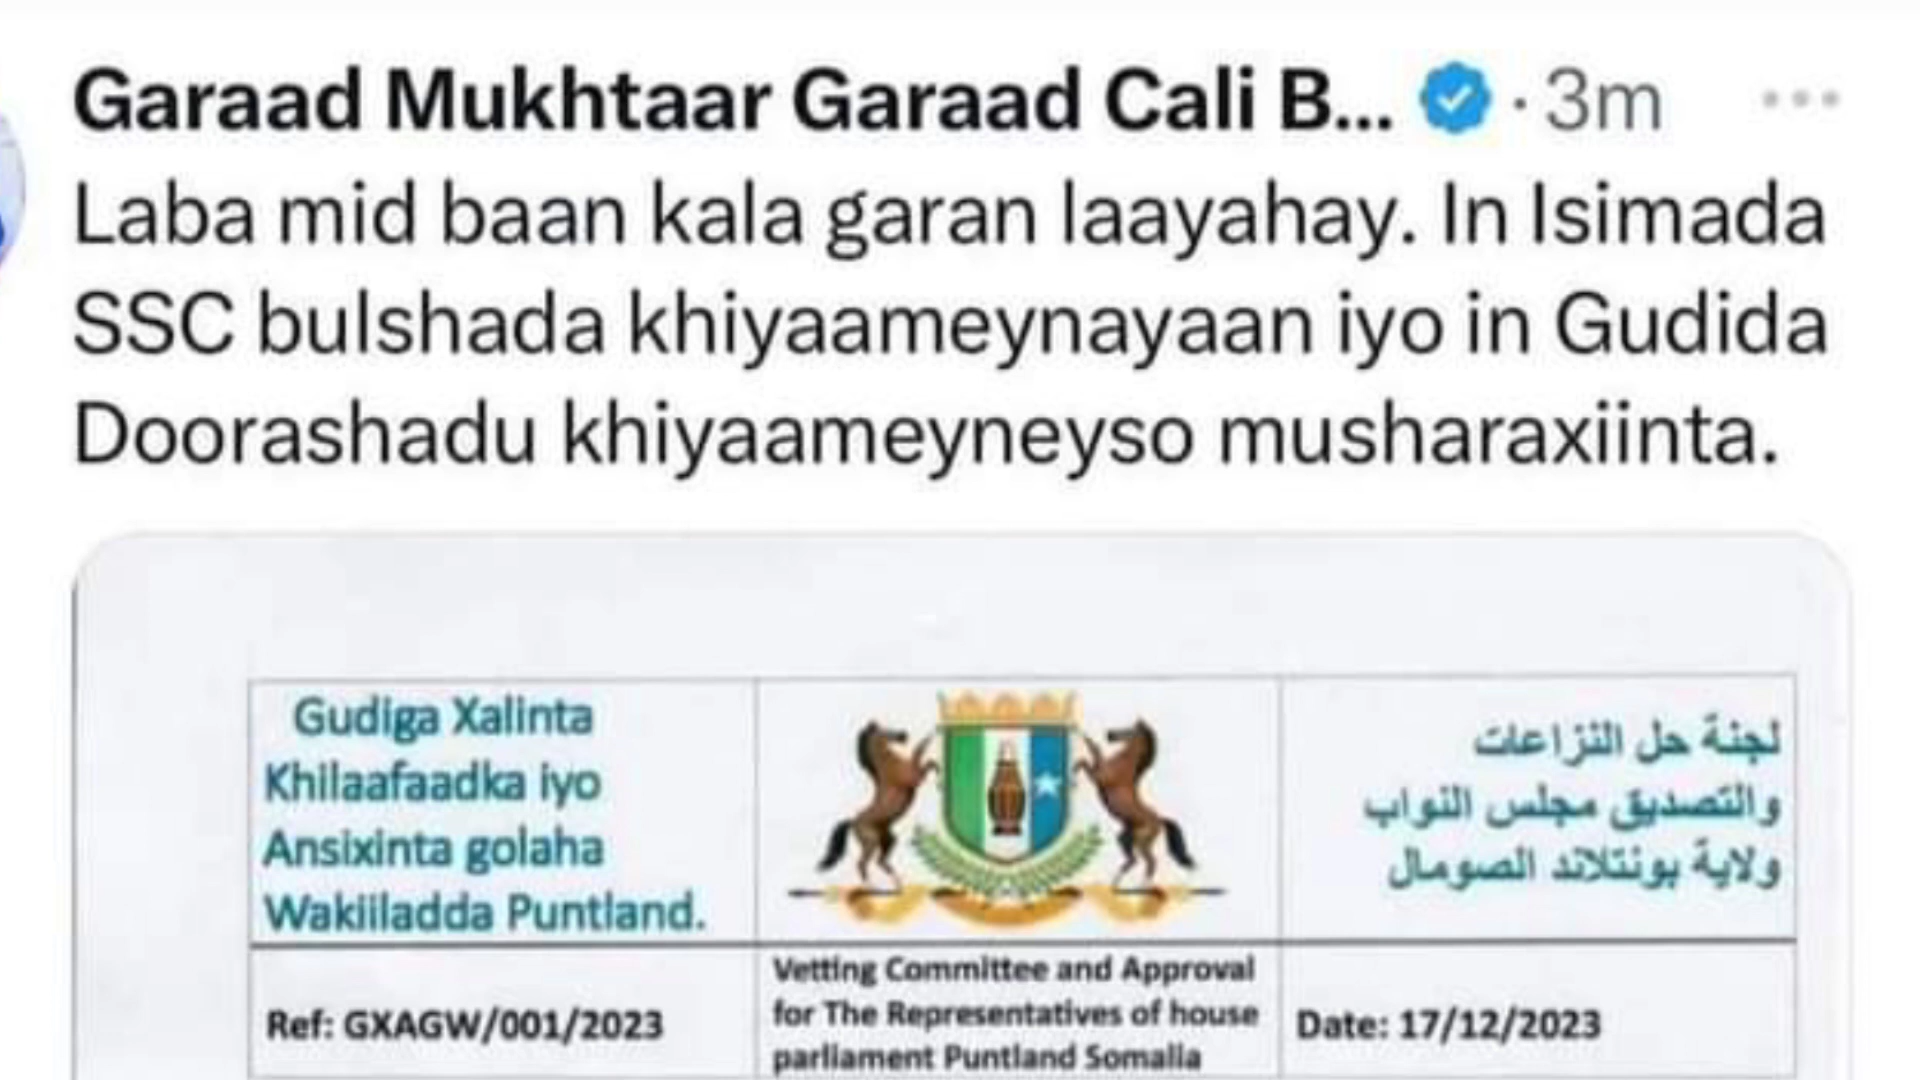 Garaad Mukhtaar Garaad Cali B... · 3m
Laba mid baan kala garan laayahay. In Isimada
SSC bulshada khiyaameynayaan iyo in Gudida
Doorashadu khiyaameyneyso musharaxiinta.
Gudiga Xalinta
Khilaafaadka iyo
Ansixinta golaha
Wakiiladda Puntland.
لجنة حل النزاعات
والتصديق مجلس النواب
ولاية بونتلاند الصومال
Ref: GXAGW/001/2023
Vetting Committee and Approval
for The Representatives of house
parliament Puntland Somalia
Date: 17/12/2023